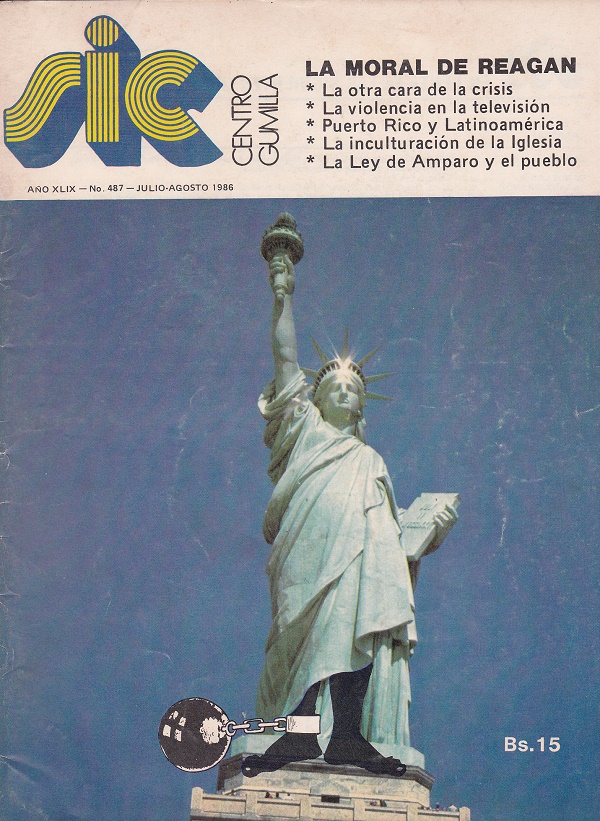 sic
CENTRO
GUMILLA
LA MORAL DE REAGAN
* La otra cara de la crisis
* La violencia en la televisión
* Puerto Rico y Latinoamérica
* La inculturación de la Iglesia
* La Ley de Amparo y el pueblo
AÑO XLIX — No. 487 — JULIO-AGOSTO 1986
Bs.15